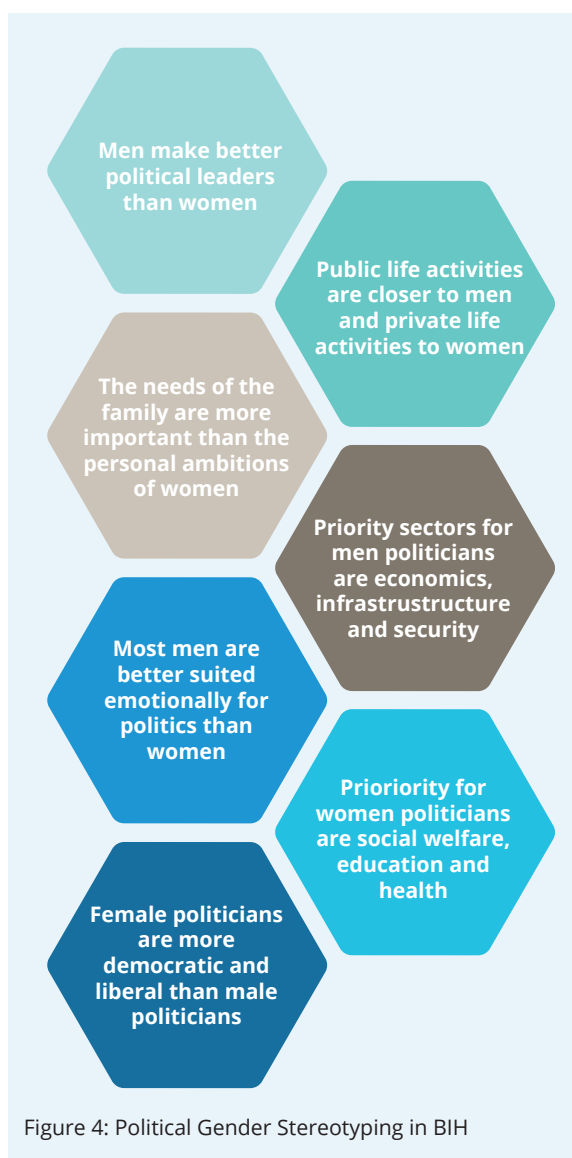 Men make better
political leaders
than women
Public life activities
are closer to men
and private life
activities to women
The needs of the
family are more
important than the
personal ambitions
of women
Priority sectors for
men politicians
are economics,
infrastrustructure
and security
Most men are
better suited
emotionally for
politics than
women
Prioriority for
women politicians
are social welfare,
education and
health
Female politicians
are more
democratic and
liberal than male
politicians
Figure 4: Political Gender Stereotyping in BIH